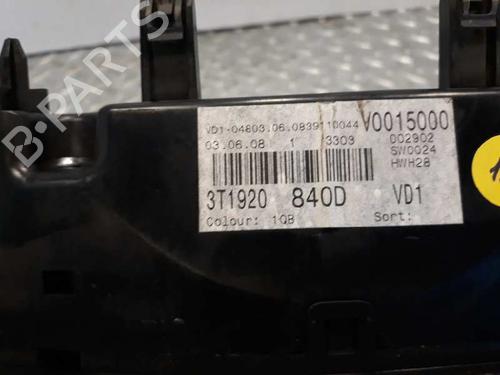 VD1-04803.06.0839110044 V0015000
03.06.08 1 3303 002902
SW0024
HWH28
3T1920 840D VD1
Colour: 1QB Sort:
B-PARTS